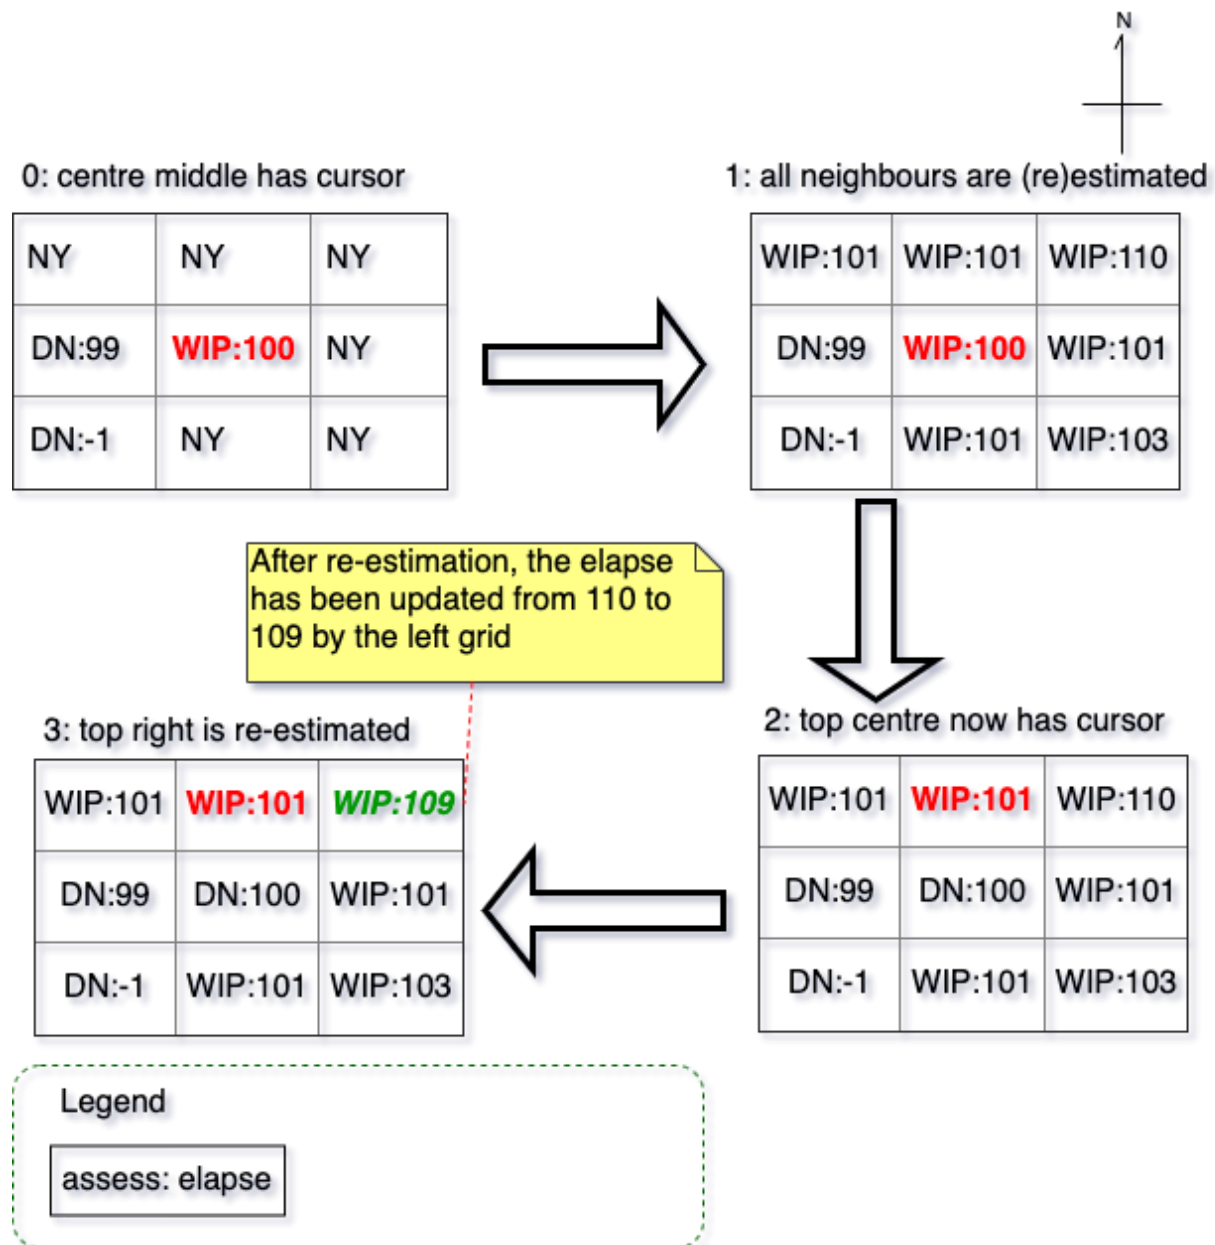 N
0: centre middle has cursor
1: all neighbours are (re)estimated
NY NY NY
DN:99 WIP:100 NY
DN:-1 NY NY
WIP:101 WIP:101 WIP:110
DN:99 WIP:100 WIP:101
DN:-1 WIP:101 WIP:103
After re-estimation, the elapse
has been updated from 110 to
109 by the left grid
2: top centre now has cursor
WIP:101 WIP:101 WIP:110
DN:99 DN:100 WIP:101
DN:-1 WIP:101 WIP:103
3: top right is re-estimated
WIP:101 WIP:101 WIP:109
DN:99 DN:100 WIP:101
DN:-1 WIP:101 WIP:103
Legend
assess: elapse